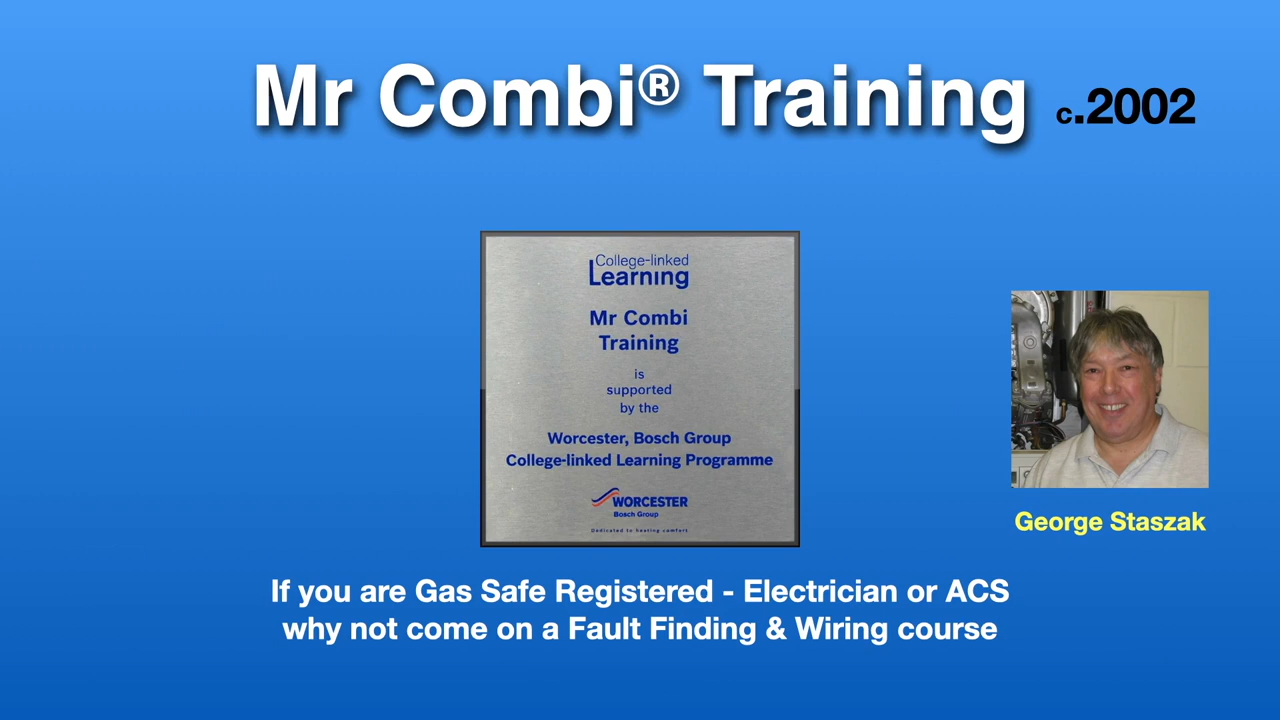 Mr Combi® Training c.2002
College-linked
Learning
Mr Combi
Training
is
supported
by the
Worcester, Bosch Group
College-linked Learning Programme
WORCESTER
Bosch Group
Dedicated to heating comfort
George Staszak
If you are Gas Safe Registered - Electrician or ACS
why not come on a Fault Finding & Wiring course